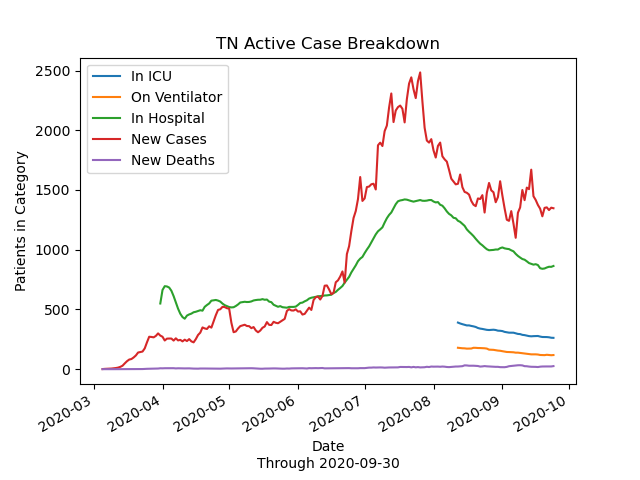 TN Active Case Breakdown
In ICU
On Ventilator
In Hospital
New Cases
New Deaths
Patients in Category
2500
2000
1500
1000
500
0
2020-03
2020-04
2020-05
2020-06
2020-07
2020-08
2020-09
2020-10
Date
Through 2020-09-30